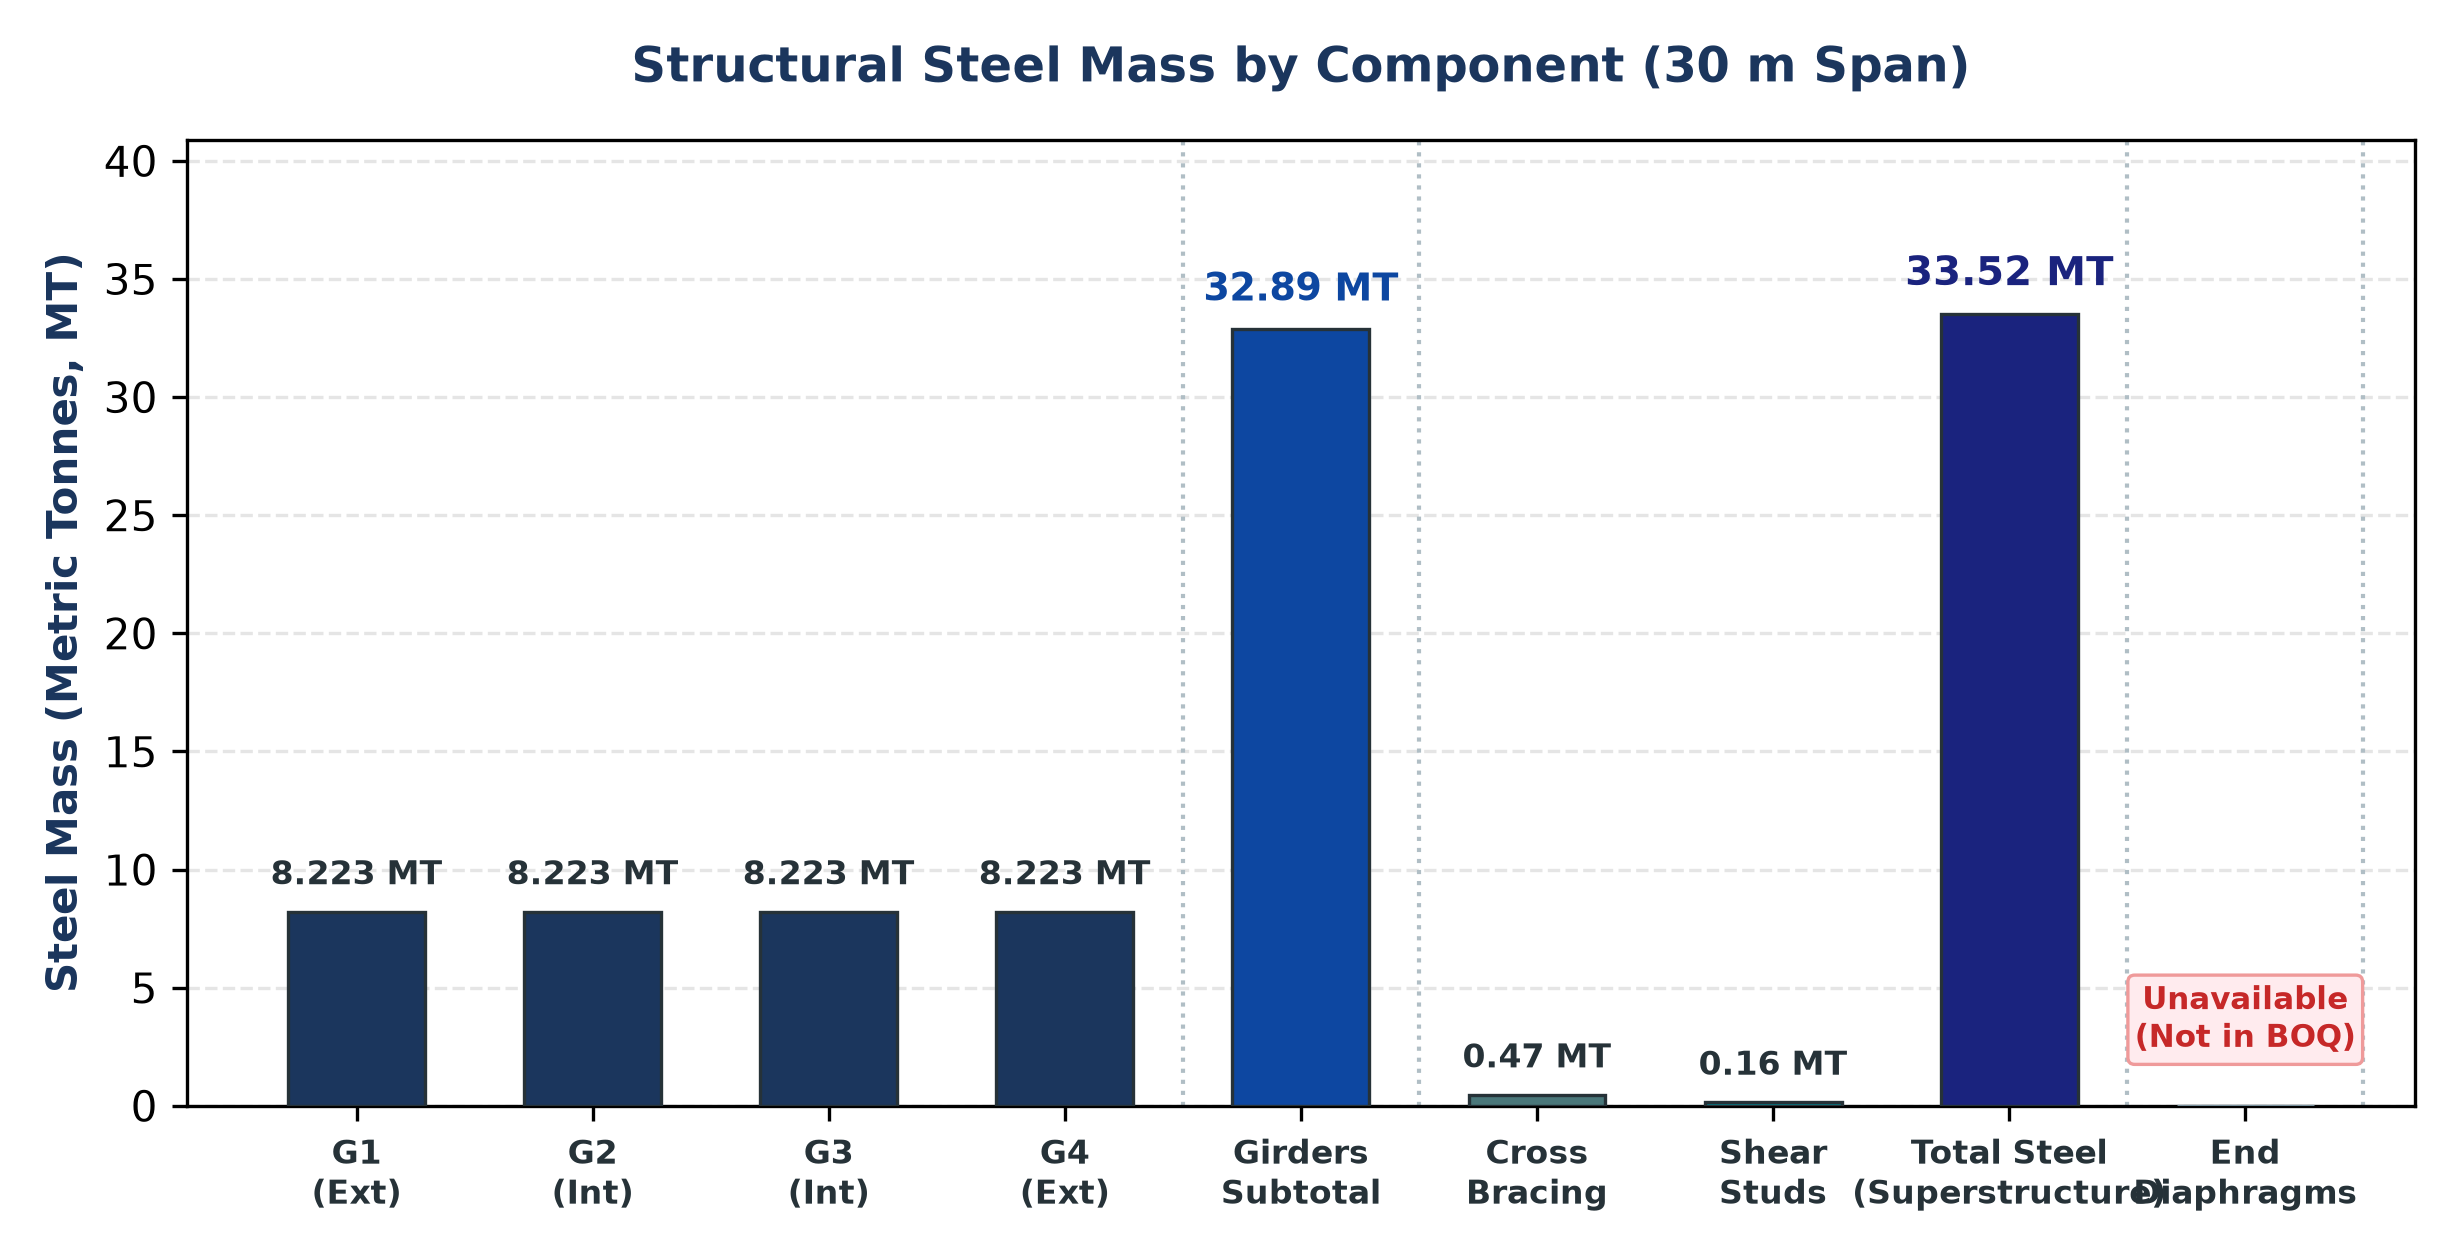 Structural Steel Mass by Component (30 m Span)
Steel Mass (Metric Tonnes, MT)
40
35
30
25
20
15
10
5
0
8.223 MT
8.223 MT
8.223 MT
8.223 MT
32.89 MT
0.47 MT
0.16 MT
33.52 MT
Unavailable
(Not in BOQ)
G1
(Ext)
G2
(Int)
G3
(Int)
G4
(Ext)
Girders
Subtotal
Cross
Bracing
Shear
Studs
Total Steel
(Superstructure)
End
Diaphragms